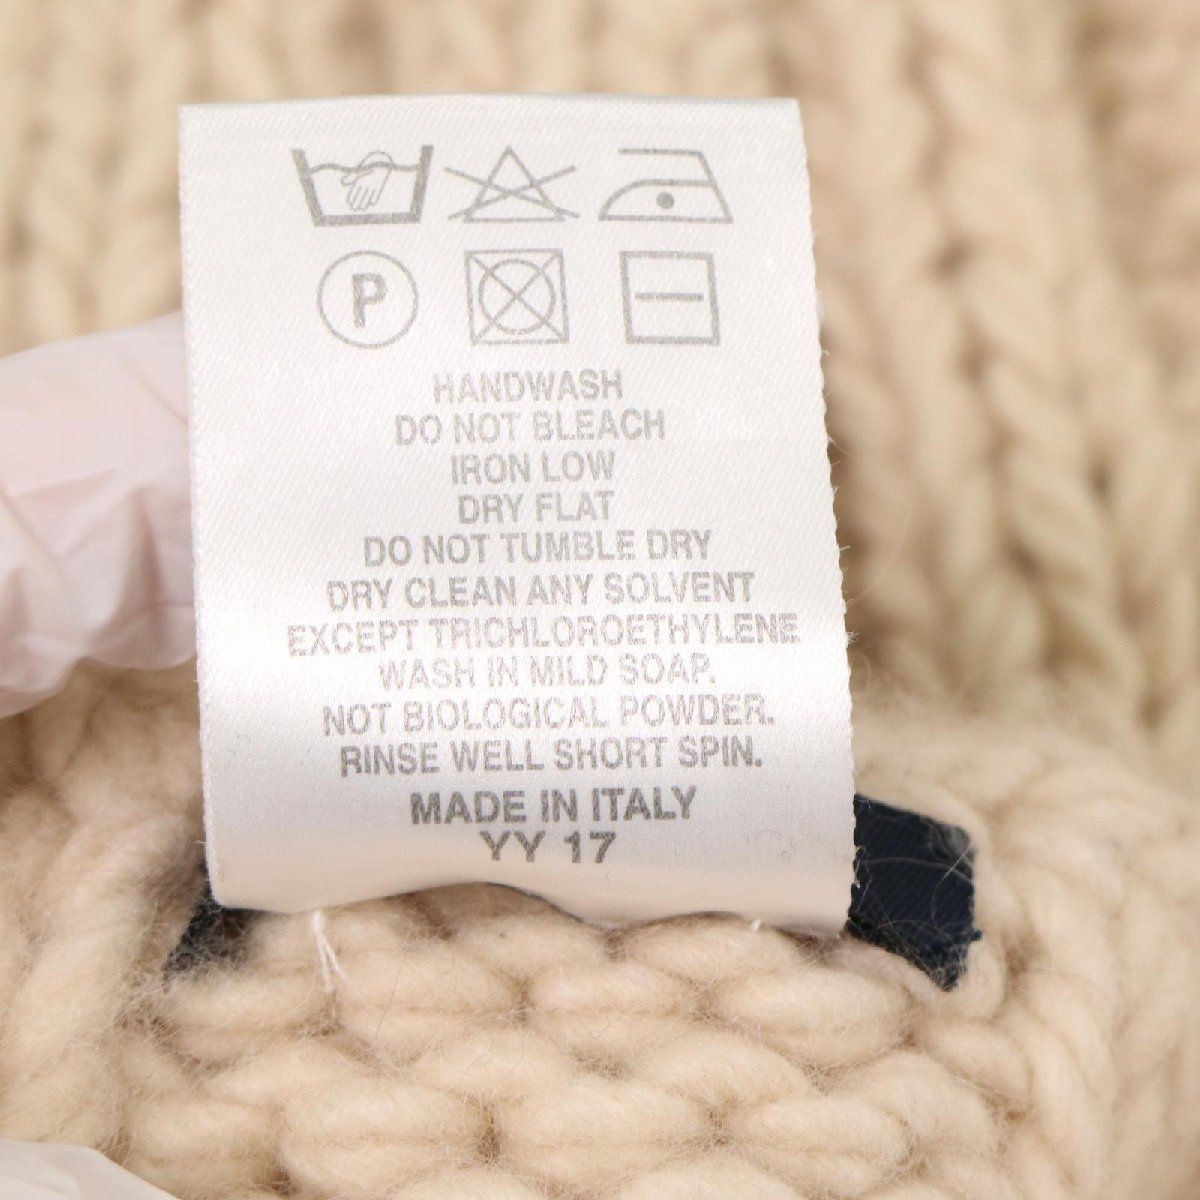 P
HANDWASH
DO NOT BLEACH
IRON LOW
DRY FLAT
DO NOT TUMBLE DRY
DRY CLEAN ANY SOLVENT
EXCEPT TRICHLOROETHYLENE
WASH IN MILD SOAP.
NOT BIOLOGICAL POWDER.
RINSE WELL SHORT SPIN.
MADE IN ITALY
YY 17